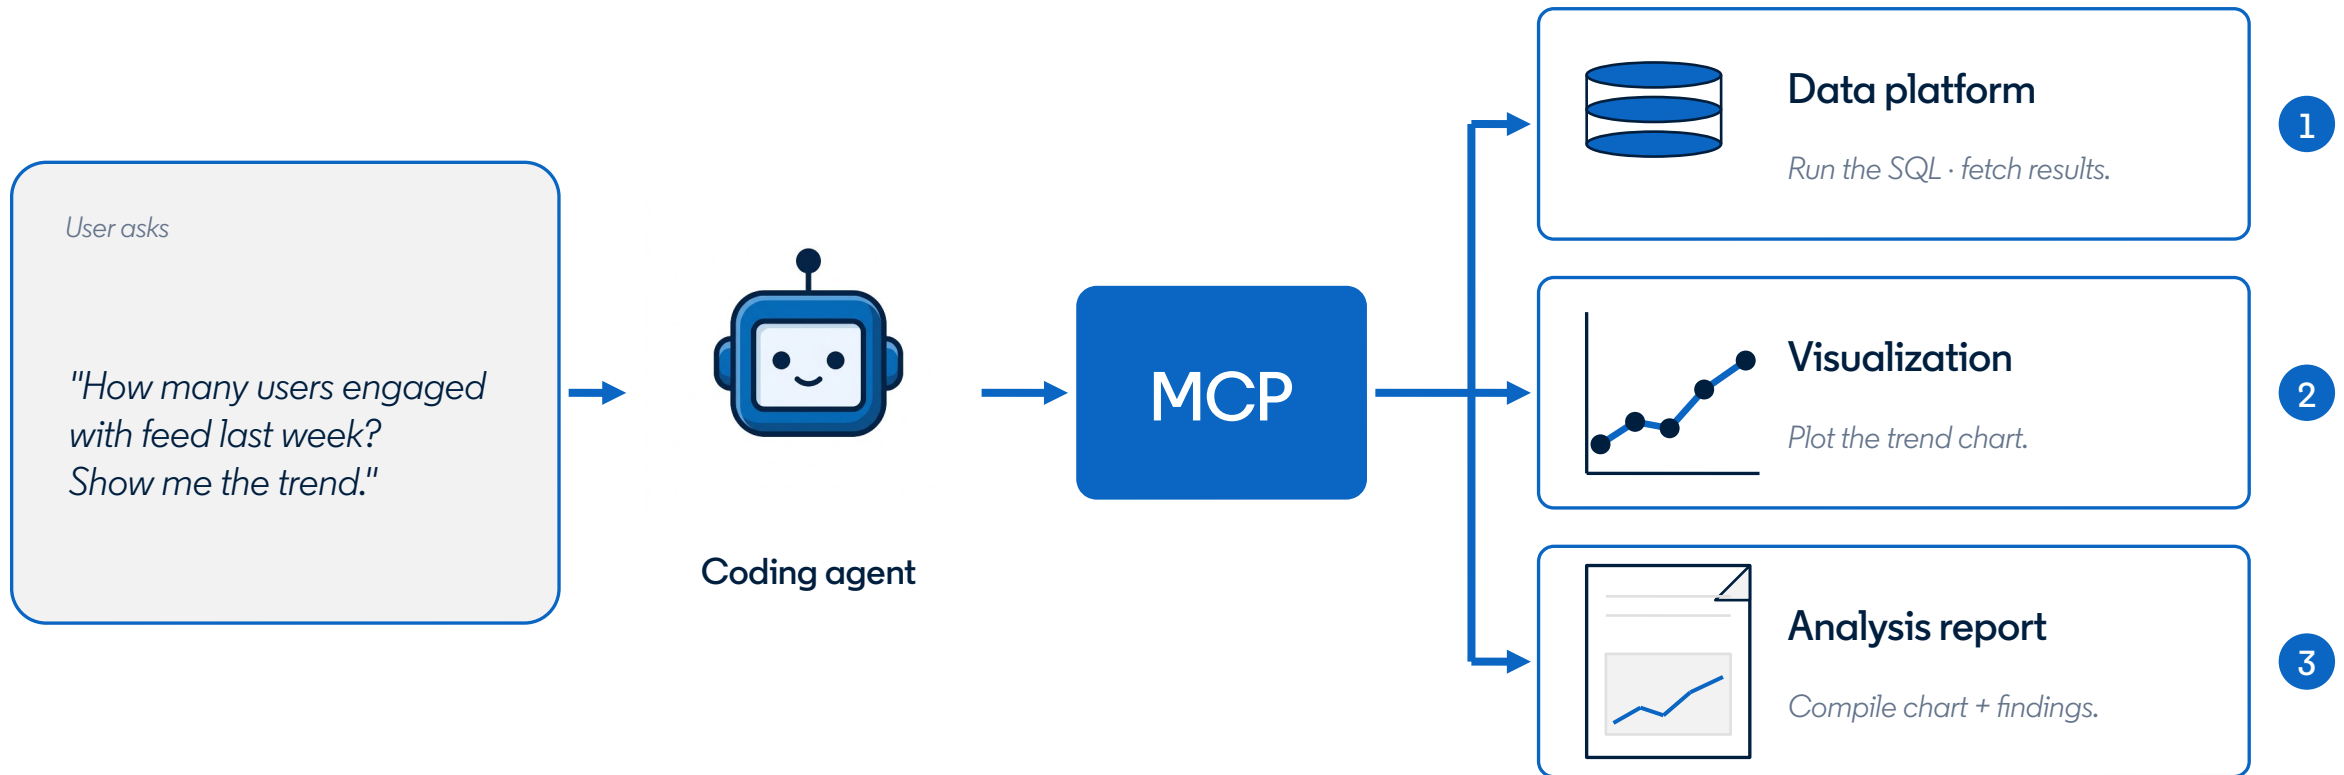 User asks
"How many users engaged
with feed last week?
Show me the trend."
Coding agent
MCP
Data platform
Run the SQL · fetch results.
1
Visualization
Plot the trend chart.
2
Analysis report
Compile chart + findings.
3